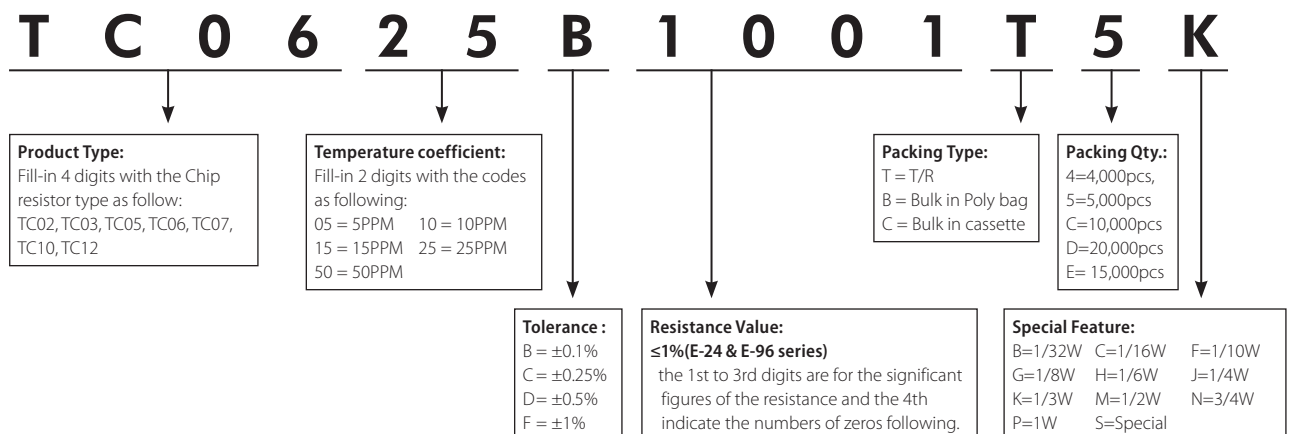 T C 0 6 2 5 B 1 0 0 1 T 5 K
Product Type:
Fill-in 4 digits with the Chip
resistor type as follow:
TC02, TC03, TC05, TC06, TC07,
TC10, TC12
Temperature coefficient:
Fill-in 2 digits with the codes
as following:
05 = 5PPM 10 = 10PPM
15 = 15PPM 25 = 25PPM
50 = 50PPM
Packing Type:
T = T/R
B = Bulk in Poly bag
C = Bulk in cassette
Packing Qty.:
4=4,000pcs,
5=5,000pcs
C=10,000pcs
D=20,000pcs
E= 15,000pcs
Tolerance :
B = ±0.1%
C = ±0.25%
D= ±0.5%
F = ±1%
Resistance Value:
≤1%(E-24 & E-96 series)
the 1st to 3rd digits are for the significant
figures of the resistance and the 4th
indicate the numbers of zeros following.
Special Feature:
B=1/32W C=1/16W F=1/10W
G=1/8W H=1/6W J=1/4W
K=1/3W M=1/2W N=3/4W
P=1W S=Special